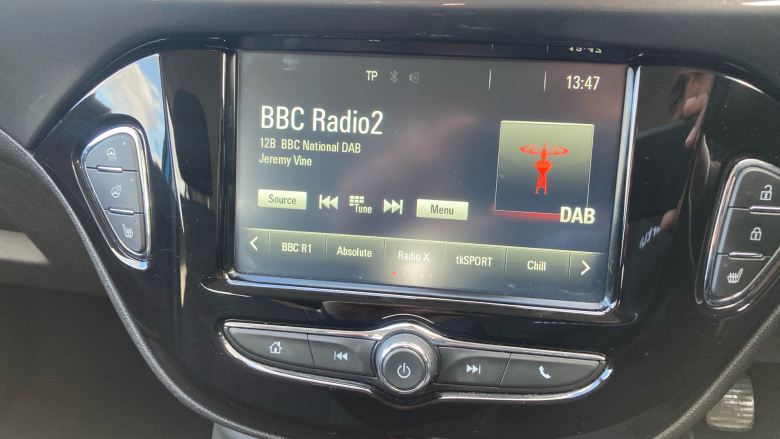 TP 13:47
BBC Radio2
12B BBC National DAB
Jeremy Vine
DAB
Source Tune Menu
BBC R1 Absolute Radio X tkSPORT Chill